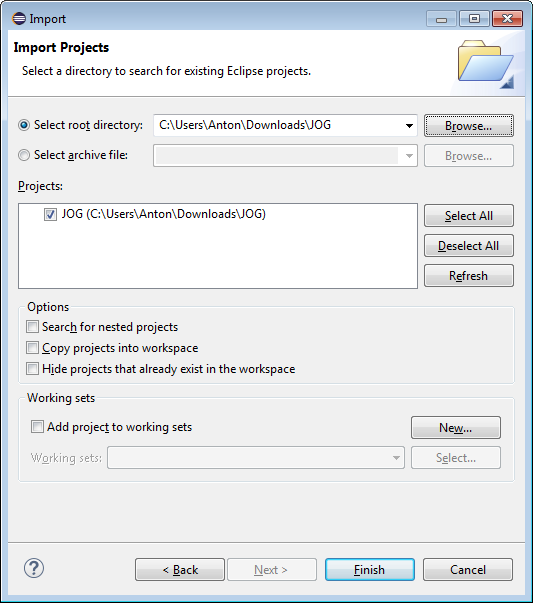 Import
Import Projects
Select a directory to search for existing Eclipse projects.
Select root directory: C:\Users\Anton\Downloads\JOG Browse...
Select archive file: Browse...
Projects:
JOG (C:\Users\Anton\Downloads\JOG)
Select All
Deselect All
Refresh
Options
Search for nested projects
Copy projects into workspace
Hide projects that already exist in the workspace
Working sets
Add project to working sets New...
Working sets: Select...
? < Back Next > Finish Cancel